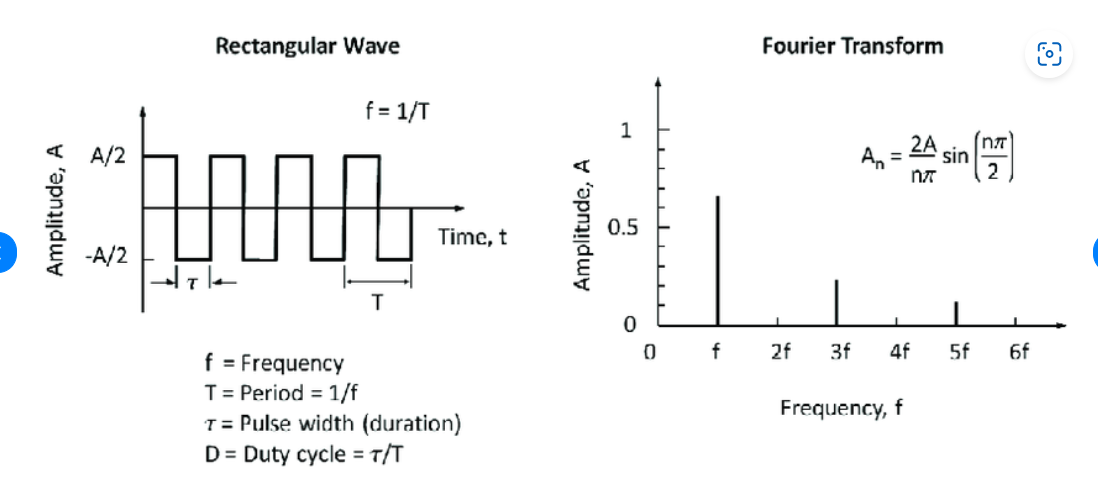 Rectangular Wave
f = 1/T
Amplitude, A
A/2
-A/2
Time, t
τ
T
f = Frequency
T = Period = 1/f
τ = Pulse width (duration)
D = Duty cycle = τ/T
Fourier Transform
Amplitude, A
1
0.5
0
Aₙ = 2A/nπ sin (nπ/2)
0 f 2f 3f 4f 5f 6f
Frequency, f